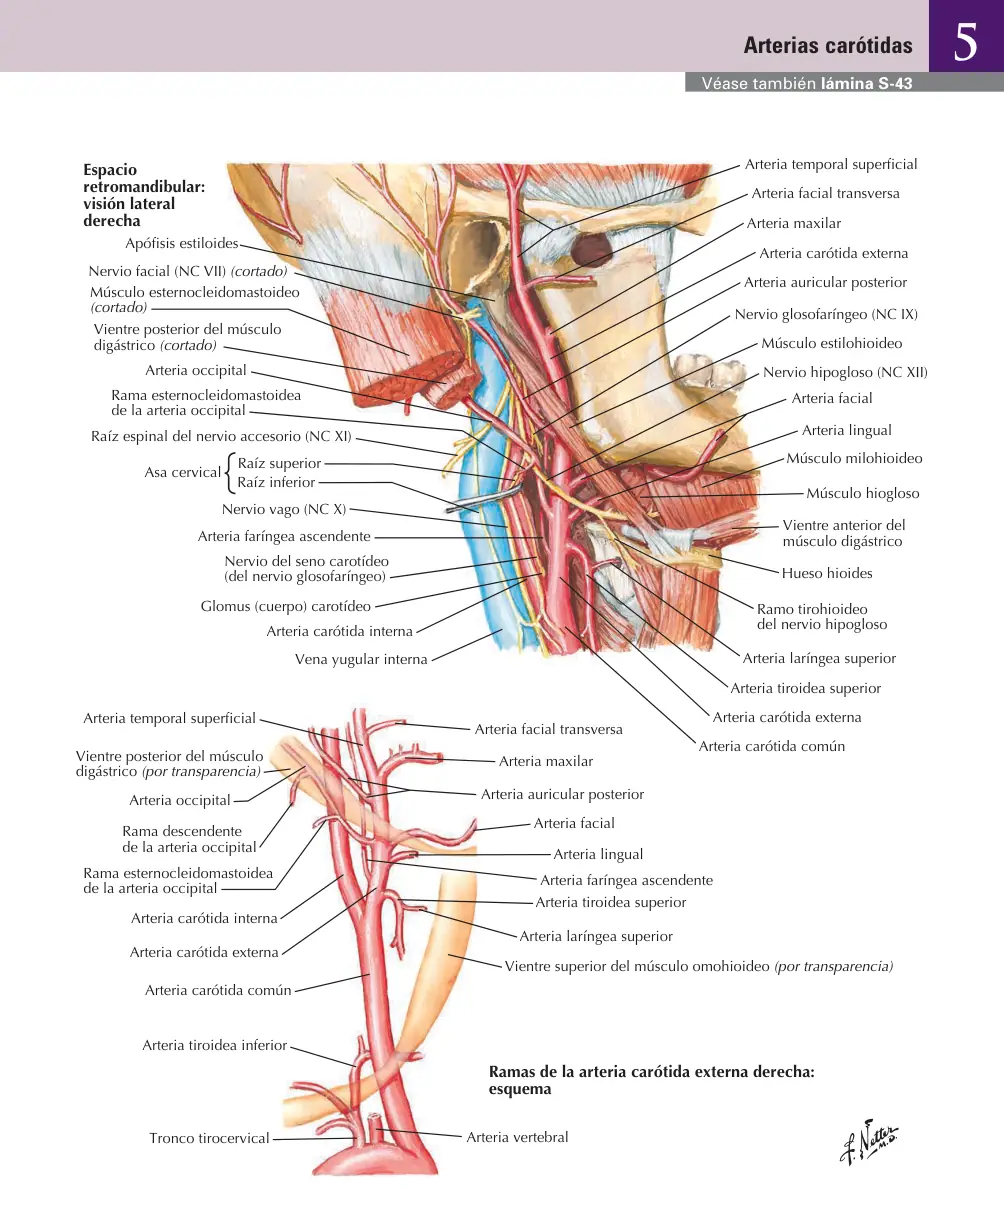 Arterias carótidas
5
Véase también lámina S-43
Espacio
retromandibular:
visión lateral
derecha
Apófisis estiloides
Nervio facial (NC VII) (cortado)
Músculo esternocleidomastoideo
(cortado)
Vientre posterior del músculo
digástrico (cortado)
Arteria occipital
Rama esternocleidomastoidea
de la arteria occipital
Raíz espinal del nervio accesorio (NC XI)
Asa cervical
Raíz superior
Raíz inferior
Nervio vago (NC X)
Arteria faríngea ascendente
Nervio del seno carotídeo
(del nervio glosofaríngeo)
Glomus (cuerpo) carotídeo
Arteria carótida interna
Vena yugular interna
Arteria temporal superficial
Arteria facial transversa
Arteria maxilar
Arteria carótida externa
Arteria auricular posterior
Nervio glosofaríngeo (NC IX)
Músculo estilohioideo
Nervio hipogloso (NC XII)
Arteria facial
Arteria lingual
Músculo milohioideo
Músculo hiogloso
Vientre anterior del
músculo digástrico
Hueso hioides
Ramo tirohioideo
del nervio hipogloso
Arteria laríngea superior
Arteria tiroidea superior
Arteria carótida externa
Arteria carótida común
Arteria temporal superficial
Vientre posterior del músculo
digástrico (por transparencia)
Arteria occipital
Rama descendente
de la arteria occipital
Rama esternocleidomastoidea
de la arteria occipital
Arteria carótida interna
Arteria carótida externa
Arteria carótida común
Arteria tiroidea inferior
Tronco tirocervical
Arteria facial transversa
Arteria maxilar
Arteria auricular posterior
Arteria facial
Arteria lingual
Arteria faríngea ascendente
Arteria tiroidea superior
Arteria laríngea superior
Vientre superior del músculo omohioideo (por transparencia)
Ramas de la arteria carótida externa derecha:
esquema
Arteria vertebral
F. Netter
M.D.